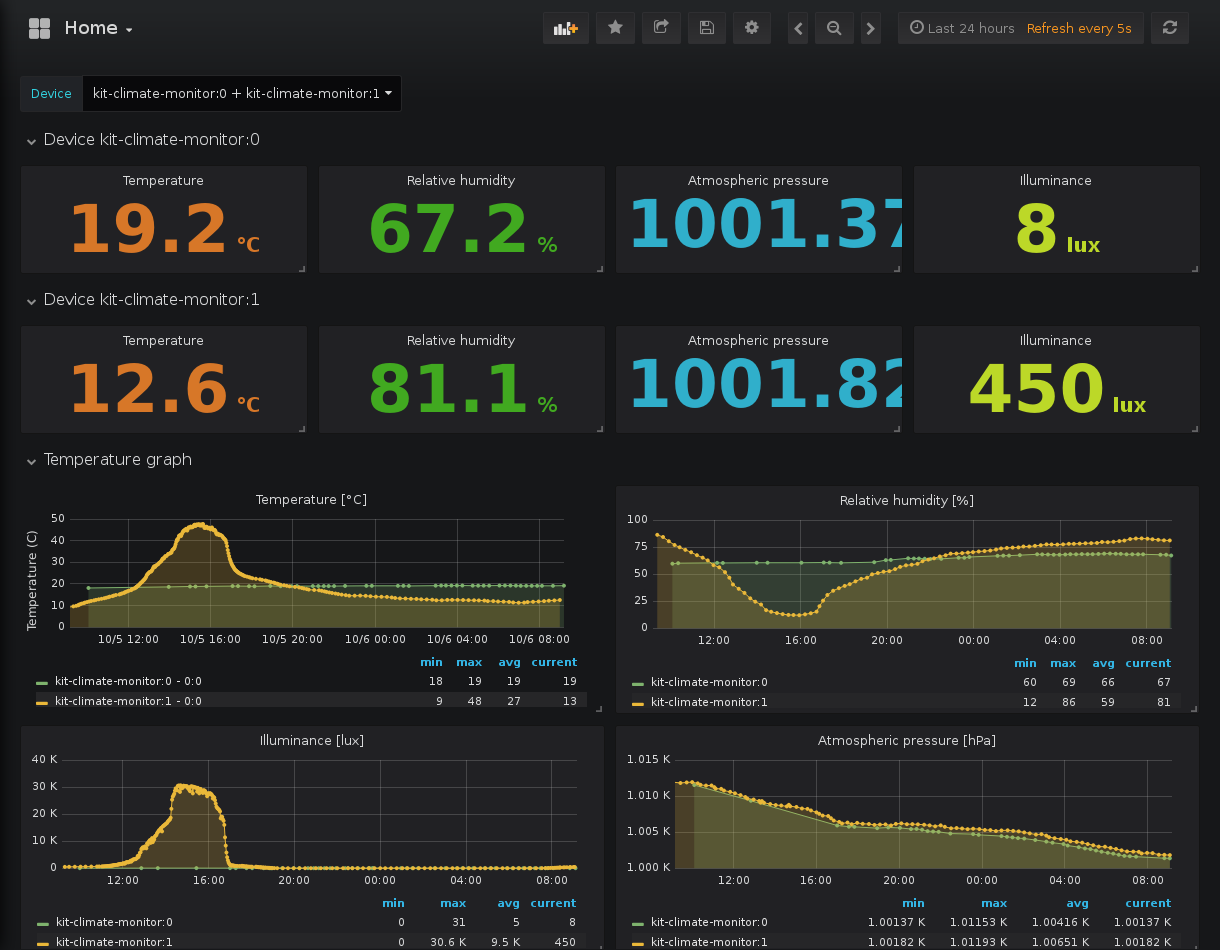 Home
Last 24 hours Refresh every 5s
Device kit-climate-monitor:0 + kit-climate-monitor:1
Device kit-climate-monitor:0
Temperature
19.2 °C
Relative humidity
67.2 %
Atmospheric pressure
1001.37
Illuminance
8 lux
Device kit-climate-monitor:1
Temperature
12.6 °C
Relative humidity
81.1 %
Atmospheric pressure
1001.82
Illuminance
450 lux
Temperature graph
Temperature [°C]
Temperature (C)
50
40
30
20
10
0
10/5 12:00 10/5 16:00 10/5 20:00 10/6 00:00 10/6 04:00 10/6 08:00
min max avg current
kit-climate-monitor:0 - 0:0 18 19 19 19
kit-climate-monitor:1 - 0:0 9 48 27 13
Relative humidity [%]
100
75
50
25
0
12:00 16:00 20:00 00:00 04:00 08:00
min max avg current
kit-climate-monitor:0 60 69 66 67
kit-climate-monitor:1 12 86 59 81
Illuminance [lux]
40 K
30 K
20 K
10 K
0
12:00 16:00 20:00 00:00 04:00 08:00
min max avg current
kit-climate-monitor:0 0 31 5 8
kit-climate-monitor:1 0 30.6 K 9.5 K 450
Atmospheric pressure [hPa]
1.015 K
1.010 K
1.005 K
1.000 K
12:00 16:00 20:00 00:00 04:00 08:00
min max avg current
kit-climate-monitor:0 1.00137 K 1.01153 K 1.00416 K 1.00137 K
kit-climate-monitor:1 1.00182 K 1.01193 K 1.00651 K 1.00182 K